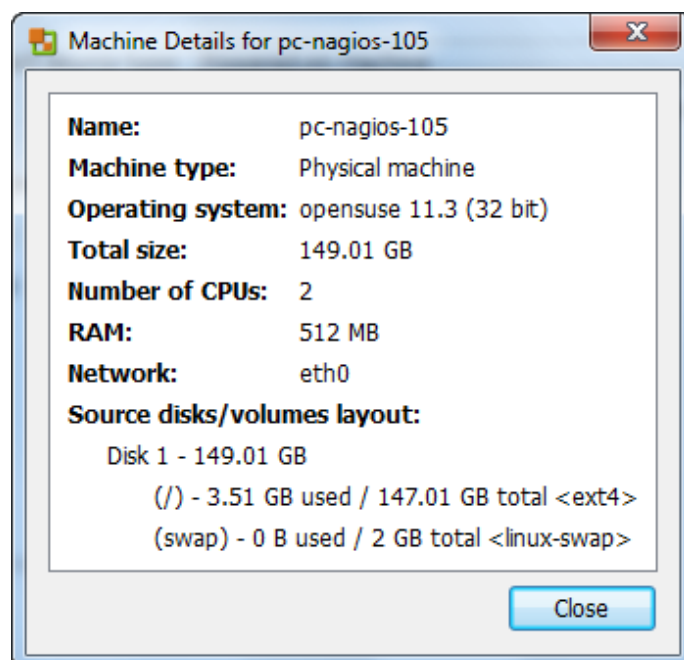 Machine Details for pc-nagios-105
Name: pc-nagios-105
Machine type: Physical machine
Operating system: opensuse 11.3 (32 bit)
Total size: 149.01 GB
Number of CPUs: 2
RAM: 512 MB
Network: eth0
Source disks/volumes layout:
Disk 1 - 149.01 GB
(/) - 3.51 GB used / 147.01 GB total <ext4>
(swap) - 0 B used / 2 GB total <linux-swap>
Close